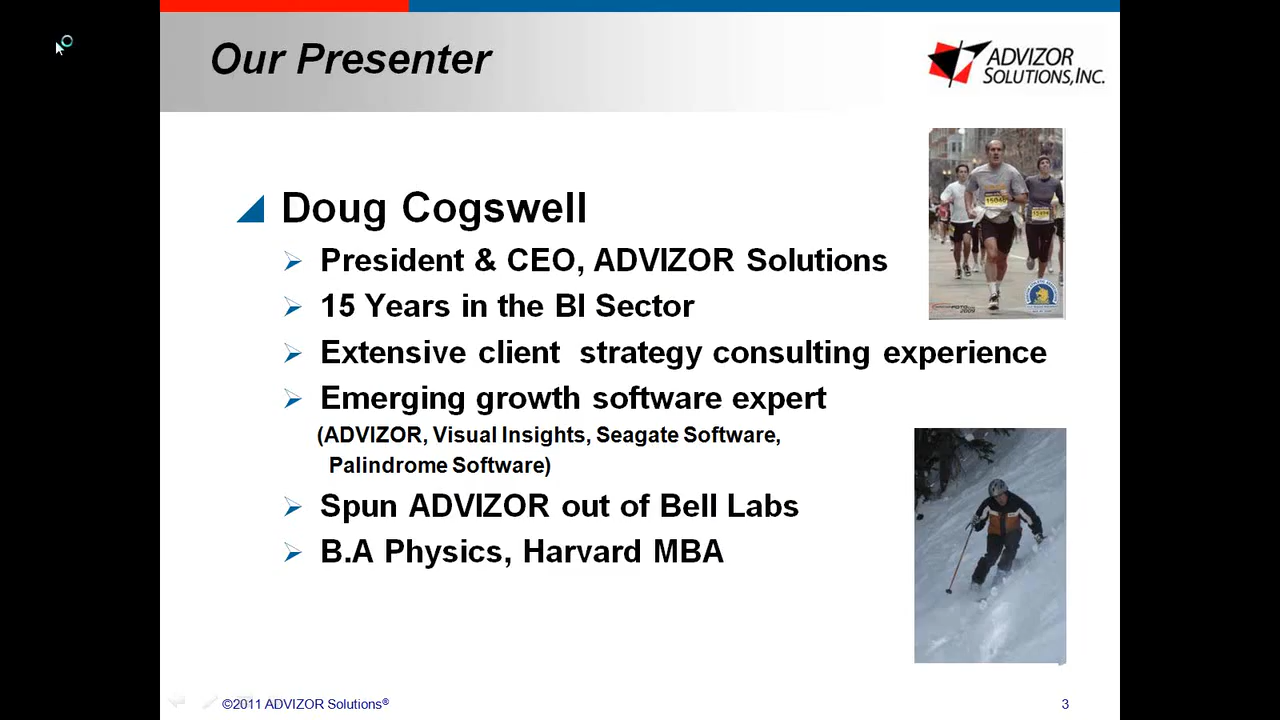 Our Presenter
ADVIZOR
SOLUTIONS, INC.
Doug Cogswell
President & CEO, ADVIZOR Solutions
15 Years in the BI Sector
Extensive client  strategy consulting experience
Emerging growth software expert
(ADVIZOR, Visual Insights, Seagate Software,
Palindrome Software)
Spun ADVIZOR out of Bell Labs
B.A Physics, Harvard MBA
©2011 ADVIZOR Solutions®
3